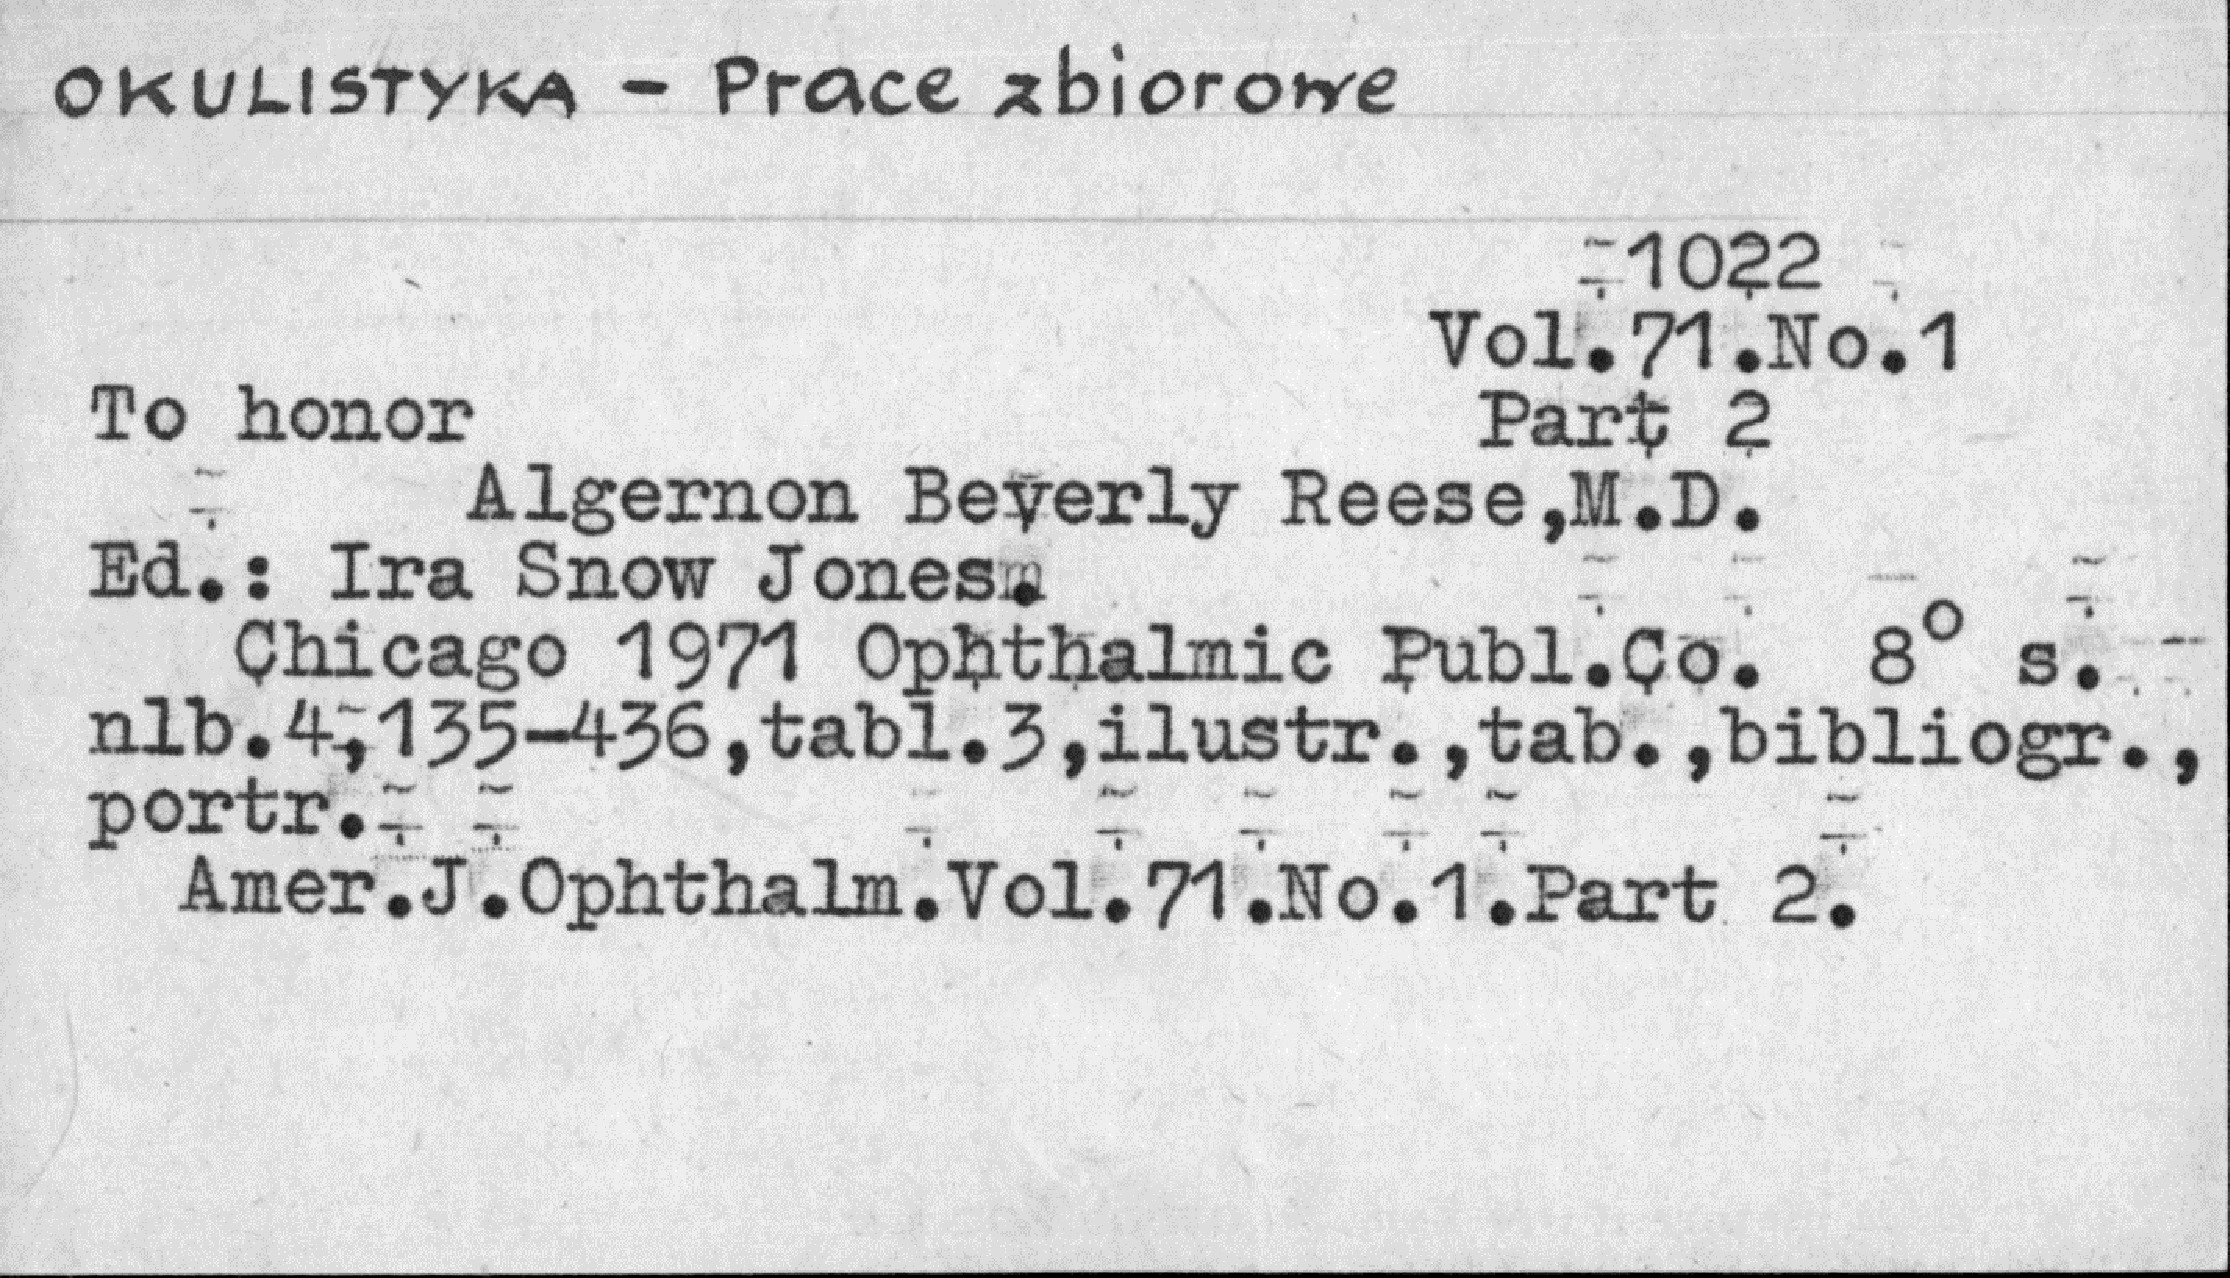 OKULISTYKA - Prace zbiorowe
1022
Vol.71.No.1
To honor Part 2
Algernon Beverly Reese,M.D.
Ed.: Ira Snow Jones.
Chicago 1971 Ophthalmic Publ.Co. 8° s.
nlb.4,135-436,tabl.3,ilustr.,tab.,bibliogr.,
portr.
Amer.J.Ophthalm.Vol.71.No.1.Part 2.